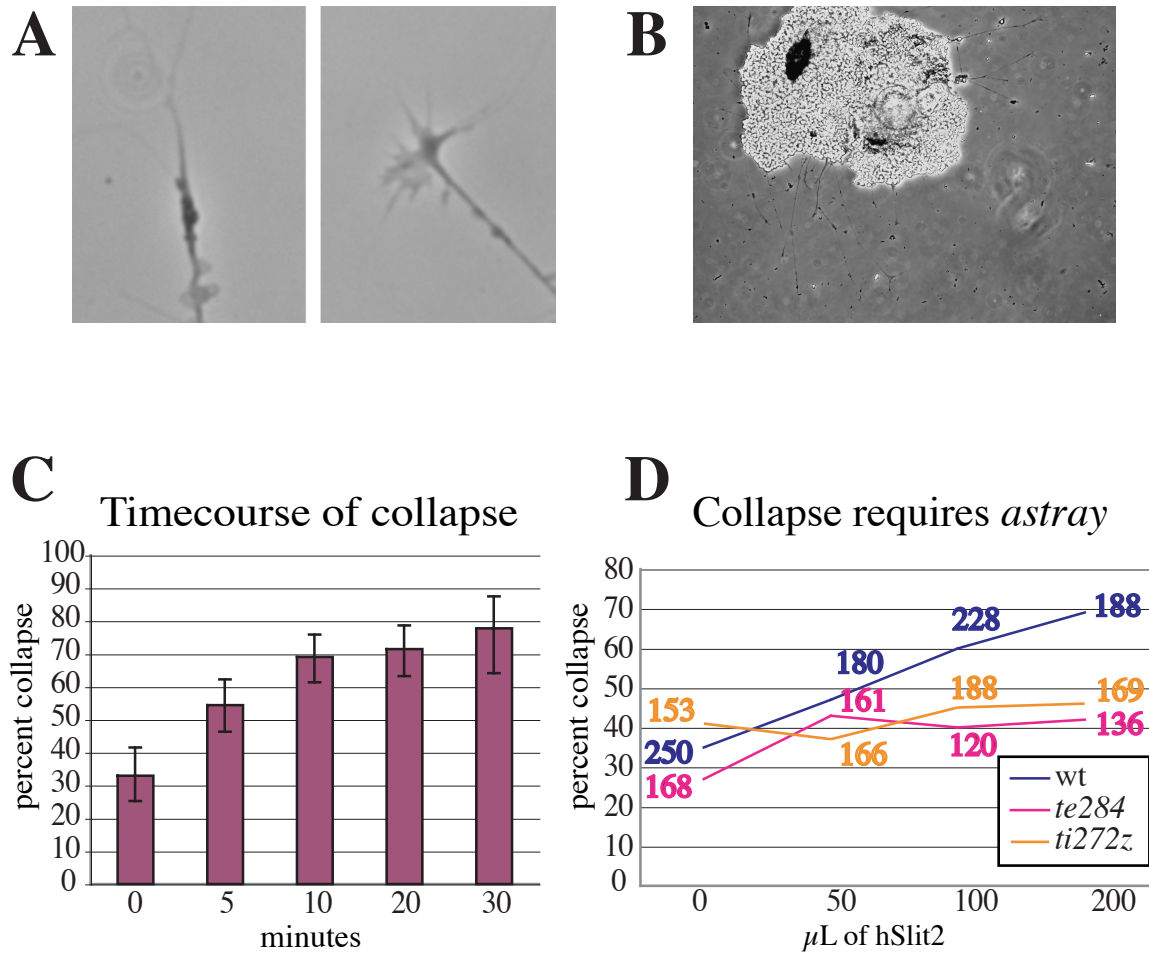 A
B
C
Timecourse of collapse
percent collapse
100
90
80
70
60
50
40
30
20
10
0
0 5 10 20 30
minutes
D
Collapse requires astray
percent collapse
80
70
60
50
40
30
20
10
0
188
228
180
161
188
169
153
136
250
166
120
168
wt
te284
ti272z
0 50 100 200
µL of hSlit2